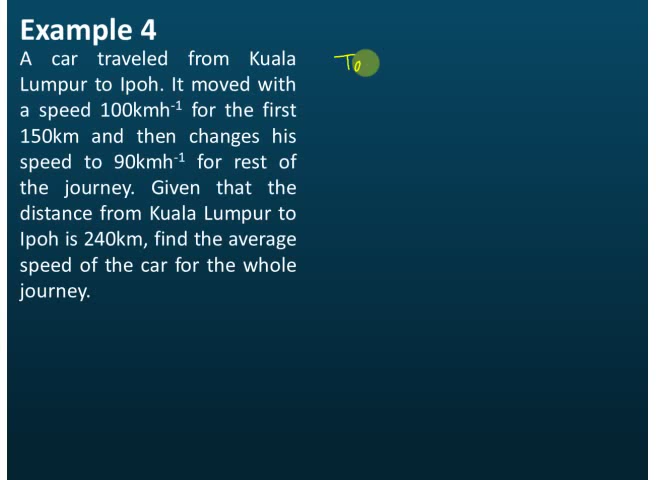 Example 4
A car traveled from Kuala
Lumpur to Ipoh. It moved with
a speed 100kmh⁻¹ for the first
150km and then changes his
speed to 90kmh⁻¹ for rest of
the journey. Given that the
distance from Kuala Lumpur to
Ipoh is 240km, find the average
speed of the car for the whole
journey.
To